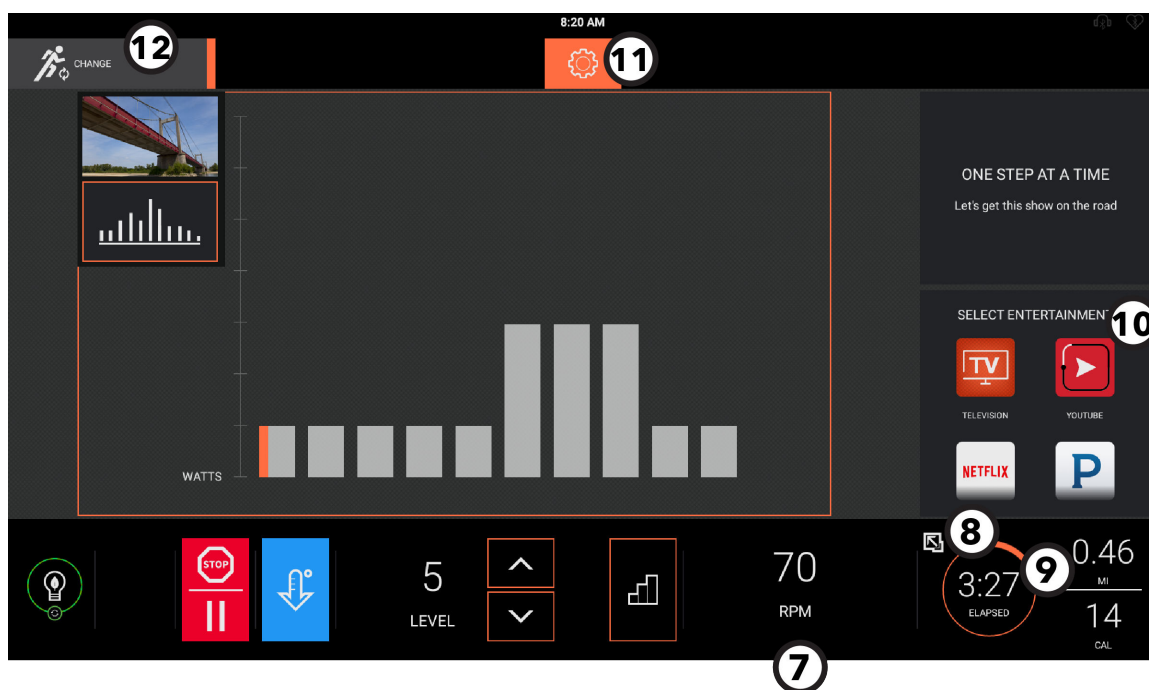 8:20 AM
12
CHANGE
11
ONE STEP AT A TIME
Let's get this show on the road
SELECT ENTERTAINMENT
10
TV
TELEVISION
YOUTUBE
WATTS
NETFLIX
P
8
STOP
5
LEVEL
70
RPM
3:27
ELAPSED
9
0.46
MI
14
CAL
7